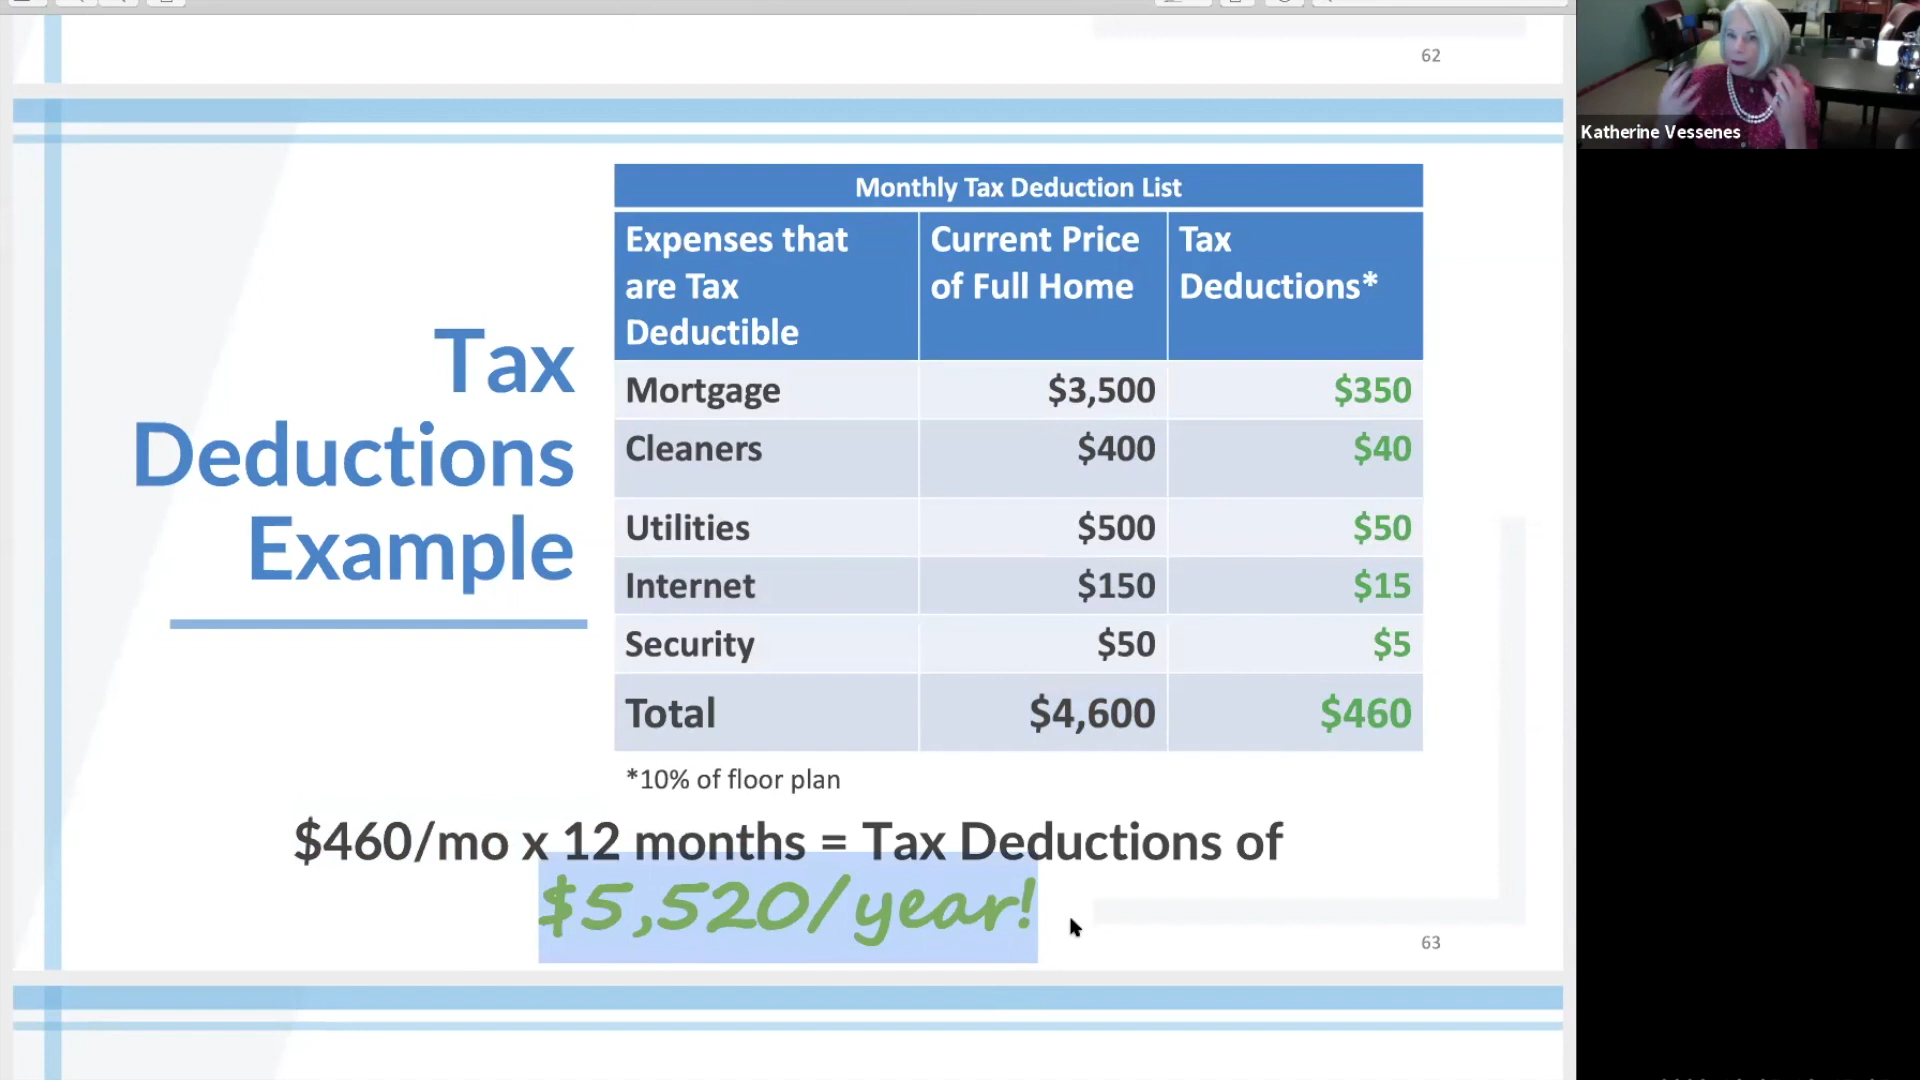 62
Katherine Vessenes
Tax
Deductions
Example
Monthly Tax Deduction List
Expenses that
are Tax
Deductible
Current Price
of Full Home
Tax
Deductions*
Mortgage $3,500 $350
Cleaners $400 $40
Utilities $500 $50
Internet $150 $15
Security $50 $5
Total $4,600 $460
*10% of floor plan
$460/mo x 12 months = Tax Deductions of
$5,520/year!
63